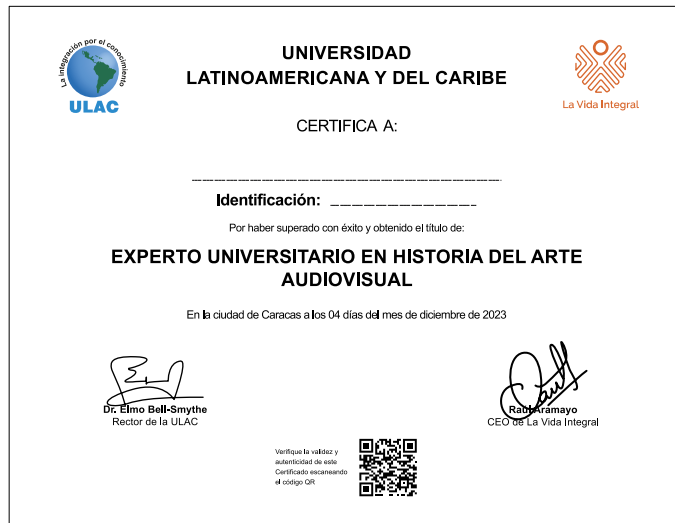 La integración por el conocimiento
ULAC
UNIVERSIDAD
LATINOAMERICANA Y DEL CARIBE
La Vida Integral
CERTIFICA A:
Identificación:
Por haber superado con éxito y obtenido el título de:
EXPERTO UNIVERSITARIO EN HISTORIA DEL ARTE
AUDIOVISUAL
En la ciudad de Caracas a los 04 días del mes de diciembre de 2023
Dr. Elmo Bell-Smythe
Rector de la ULAC
Raúl Aramayo
CEO de La Vida Integral
Verifique la validez y
autenticidad de este
Certificado escaneando
el código QR